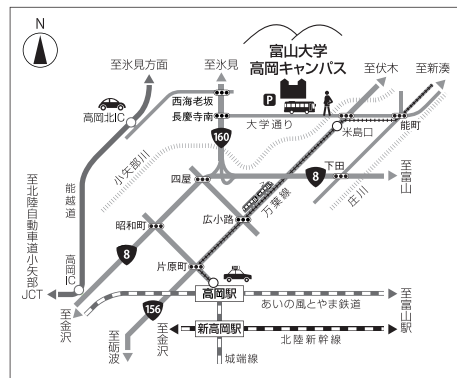 N
富山大学
高岡キャンパス
至氷見方面
至氷見
至伏木
至新湊
西海老坂
高岡北IC
長慶寺南
P
大学通り
米島口
能町
160
小矢部川
四屋
8
下田
至富山
庄川
万葉線
能越道
至北陸自動車道小矢部
JCT
昭和町
広小路
8
片原町
高岡IC
高岡駅
あいの風とやま鉄道
156
至金沢
至砺波
至金沢
新高岡駅
北陸新幹線
至富山駅
城端線